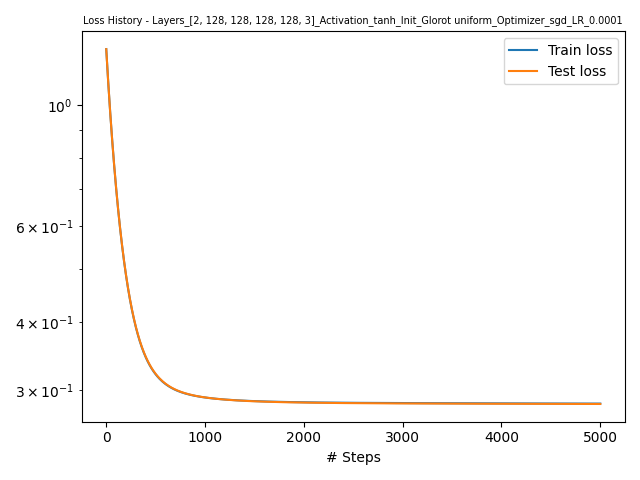 Loss History - Layers_[2, 128, 128, 128, 128, 3]_Activation_tanh_Init_Glorot uniform_Optimizer_sgd_LR_0.0001
Train loss
Test loss
10⁰
6 × 10⁻¹
4 × 10⁻¹
3 × 10⁻¹
0 1000 2000 3000 4000 5000
# Steps